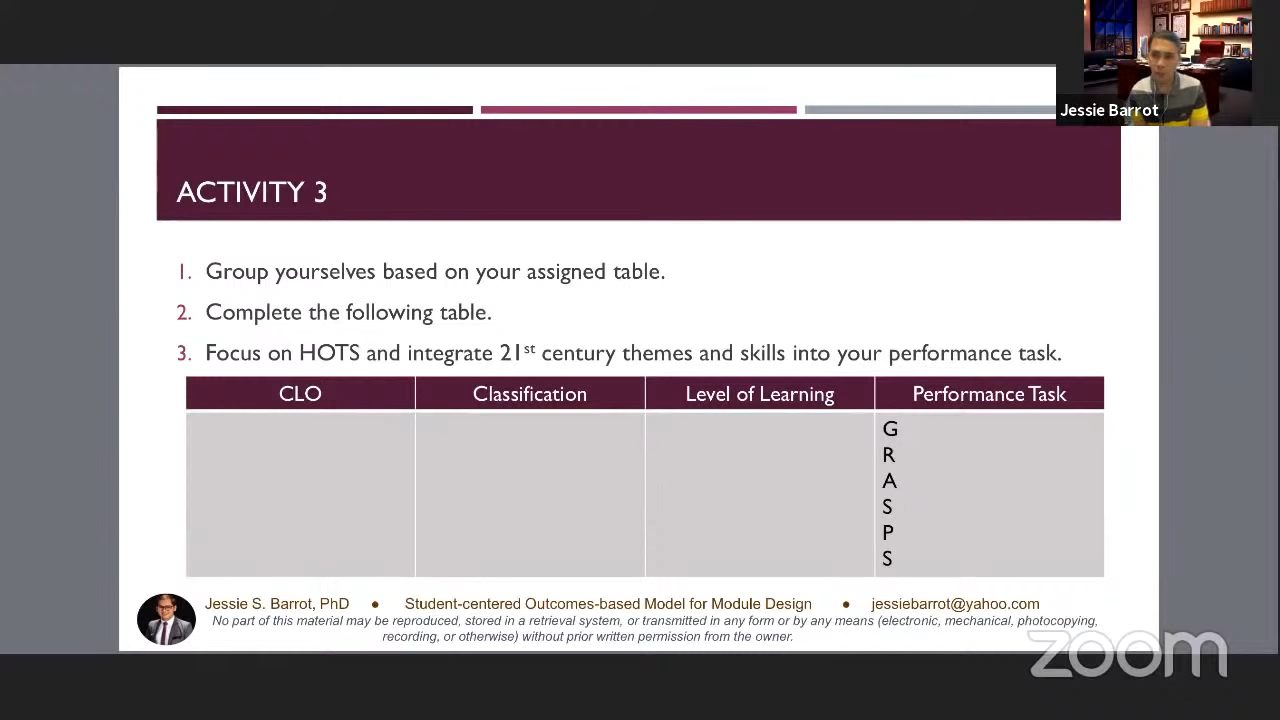 Jessie Barrot
ACTIVITY 3
1. Group yourselves based on your assigned table.
2. Complete the following table.
3. Focus on HOTS and integrate 21st century themes and skills into your performance task.
CLO Classification Level of Learning Performance Task
G
R
A
S
P
S
Jessie S. Barrot, PhD ● Student-centered Outcomes-based Model for Module Design ● jessiebarrot@yahoo.com
No part of this material may be reproduced, stored in a retrieval system, or transmitted in any form or by any means (electronic, mechanical, photocopying,
recording, or otherwise) without prior written permission from the owner.
zoom